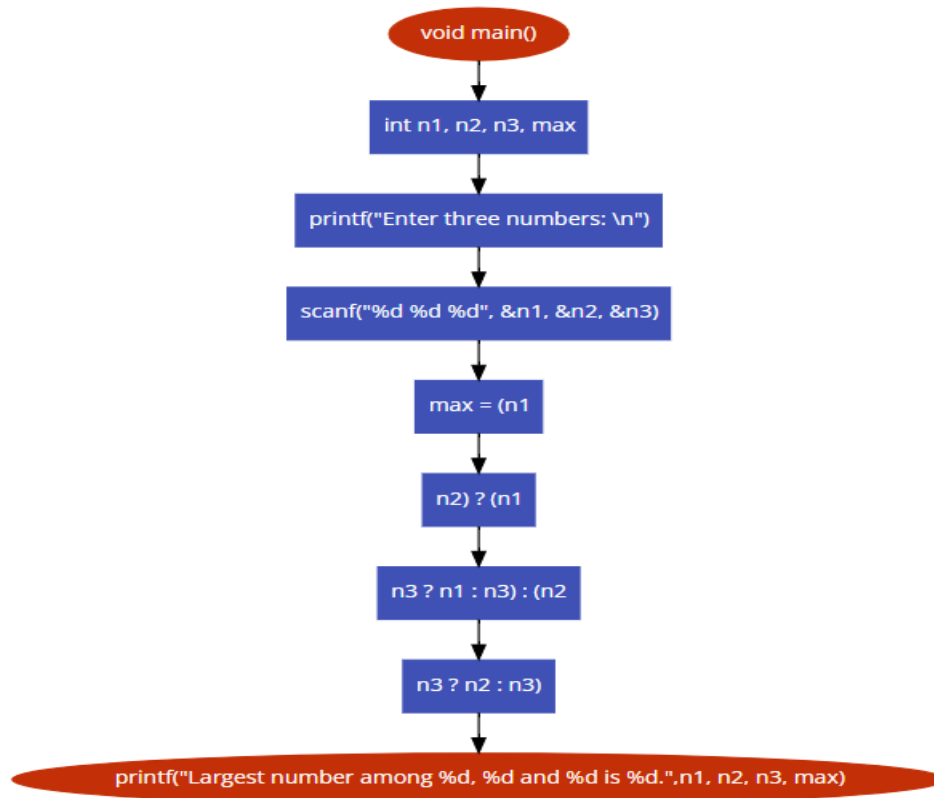 void main()
int n1, n2, n3, max
printf("Enter three numbers: \n")
scanf("%d %d %d", &n1, &n2, &n3)
max = (n1
n2) ? (n1
n3 ? n1 : n3) : (n2
n3 ? n2 : n3)
printf("Largest number among %d, %d and %d is %d.",n1, n2, n3, max)